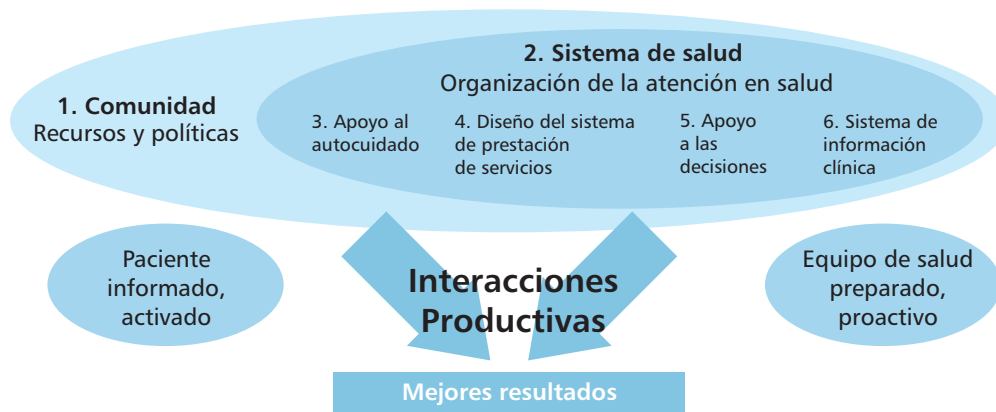 2. Sistema de salud
Organización de la atención en salud
1. Comunidad
Recursos y políticas
3. Apoyo al
autocuidado
4. Diseño del sistema
de prestación
de servicios
5. Apoyo
a las
decisiones
6. Sistema de
información
clínica
Paciente
informado,
activado
Interacciones
Productivas
Equipo de salud
preparado,
proactivo
Mejores resultados